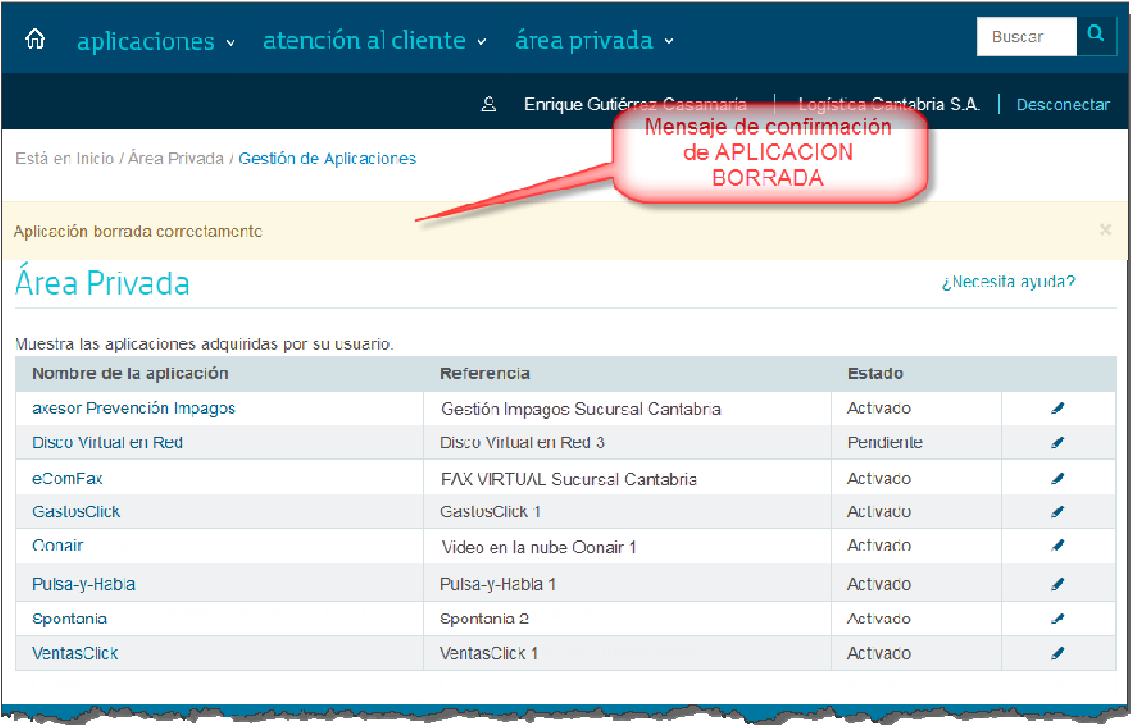 aplicaciones atención al cliente área privada Buscar
Enrique Gutiérrez Casamaría Logística Cantabria S.A. Desconectar
Mensaje de confirmación
de APLICACION
BORRADA
Está en Inicio / Área Privada / Gestión de Aplicaciones
Aplicación borrada correctamente ×
Área Privada ¿Necesita ayuda?
Muestra las aplicaciones adquiridas por su usuario.
Nombre de la aplicación Referencia Estado
axesor Prevención Impagos Gestión Impagos Sucursal Cantabria Activado
Disco Virtual en Red Disco Virtual en Red 3 Pendiente
eComFax FAX VIRTUAL Sucursal Cantabria Activado
GastosClick GastosClick 1 Activado
Oonair Video en la nube Oonair 1 Activado
Pulsa-y-Habla Pulsa-y-Habla 1 Activado
Spontania Spontania 2 Activado
VentasClick VentasClick 1 Activado